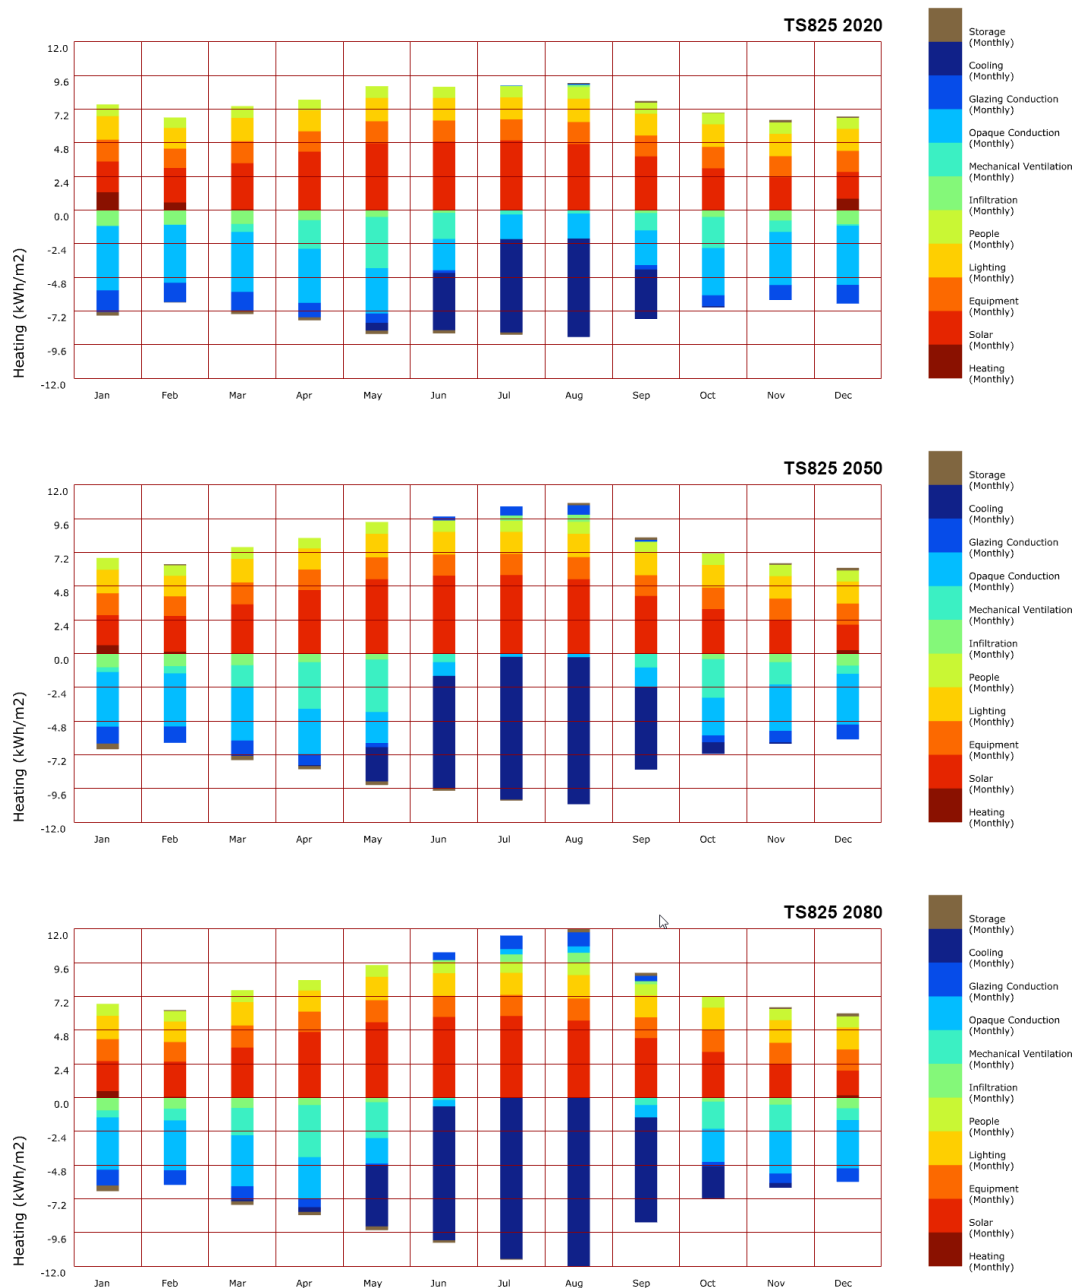 TS825 2020
12.0
9.6
7.2
4.8
2.4
0.0
-2.4
-4.8
-7.2
-9.6
-12.0
Heating (kWh/m2)
Jan Feb Mar Apr May Jun Jul Aug Sep Oct Nov Dec
Storage
(Monthly)
Cooling
(Monthly)
Glazing Conduction
(Monthly)
Opaque Conduction
(Monthly)
Mechanical Ventilation
(Monthly)
Infiltration
(Monthly)
People
(Monthly)
Lighting
(Monthly)
Equipment
(Monthly)
Solar
(Monthly)
Heating
(Monthly)
TS825 2050
12.0
9.6
7.2
4.8
2.4
0.0
-2.4
-4.8
-7.2
-9.6
-12.0
Heating (kWh/m2)
Jan Feb Mar Apr May Jun Jul Aug Sep Oct Nov Dec
Storage
(Monthly)
Cooling
(Monthly)
Glazing Conduction
(Monthly)
Opaque Conduction
(Monthly)
Mechanical Ventilation
(Monthly)
Infiltration
(Monthly)
People
(Monthly)
Lighting
(Monthly)
Equipment
(Monthly)
Solar
(Monthly)
Heating
(Monthly)
TS825 2080
12.0
9.6
7.2
4.8
2.4
0.0
-2.4
-4.8
-7.2
-9.6
-12.0
Heating (kWh/m2)
Jan Feb Mar Apr May Jun Jul Aug Sep Oct Nov Dec
Storage
(Monthly)
Cooling
(Monthly)
Glazing Conduction
(Monthly)
Opaque Conduction
(Monthly)
Mechanical Ventilation
(Monthly)
Infiltration
(Monthly)
People
(Monthly)
Lighting
(Monthly)
Equipment
(Monthly)
Solar
(Monthly)
Heating
(Monthly)